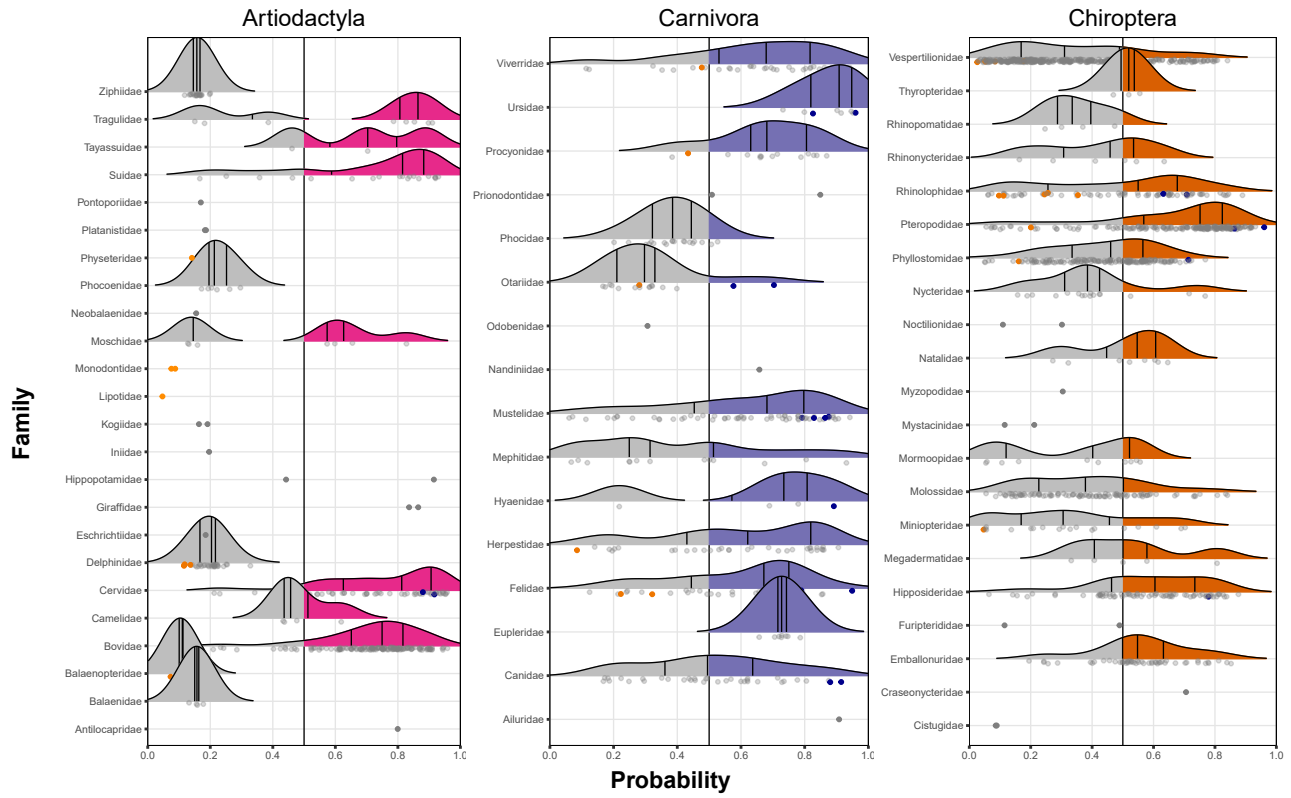 Artiodactyla
Carnivora
Chiroptera
Family
Ziphiidae
Tragulidae
Tayassuidae
Suidae
Pontoporiidae
Platanistidae
Physeteridae
Phocoenidae
Neobalaenidae
Moschidae
Monodontidae
Lipotidae
Kogiidae
Iniidae
Hippopotamidae
Giraffidae
Eschrichtiidae
Delphinidae
Cervidae
Camelidae
Bovidae
Balaenopteridae
Balaenidae
Antilocapridae
0.0 0.2 0.4 0.6 0.8 1.0
Viverridae
Ursidae
Procyonidae
Prionodontidae
Phocidae
Otariidae
Odobenidae
Nandiniidae
Mustelidae
Mephitidae
Hyaenidae
Herpestidae
Felidae
Eupleridae
Canidae
Ailuridae
0.0 0.2 0.4 0.6 0.8 1.0
Vespertilionidae
Thyropteridae
Rhinopomatidae
Rhinonycteridae
Rhinolophidae
Pteropodidae
Phyllostomidae
Nycteridae
Noctilionidae
Natalidae
Myzopodidae
Mystacinidae
Mormoopidae
Molossidae
Miniopteridae
Megadermatidae
Hipposideridae
Furipteridae
Emballonuridae
Craseonycteridae
Cistugidae
0.0 0.2 0.4 0.6 0.8 1.0
Probability